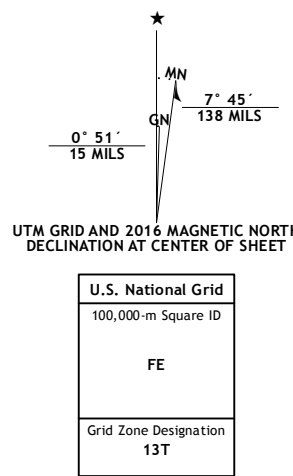 ★
MN
7° 45´
138 MILS
GN
0° 51´
15 MILS
UTM GRID AND 2016 MAGNETIC NORTH
DECLINATION AT CENTER OF SHEET
U.S. National Grid
100,000-m Square ID
FE
Grid Zone Designation
13T